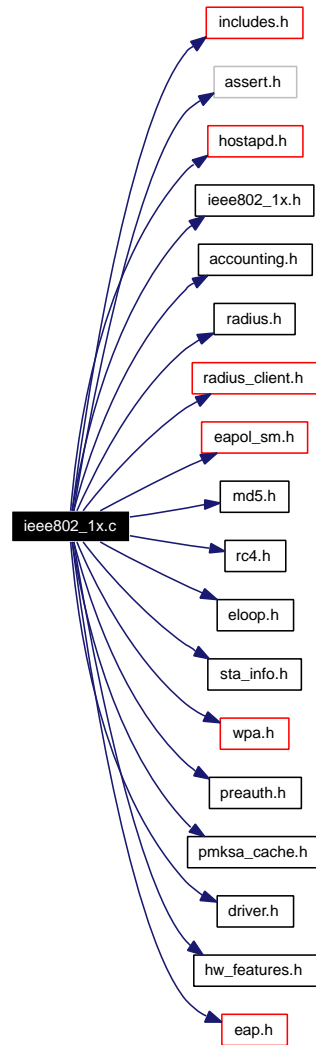 includes.h
assert.h
hostapd.h
ieee802_1x.h
accounting.h
radius.h
radius_client.h
eapol_sm.h
md5.h
ieee802_1x.c
rc4.h
eloop.h
sta_info.h
wpa.h
preauth.h
pmksa_cache.h
driver.h
hw_features.h
eap.h